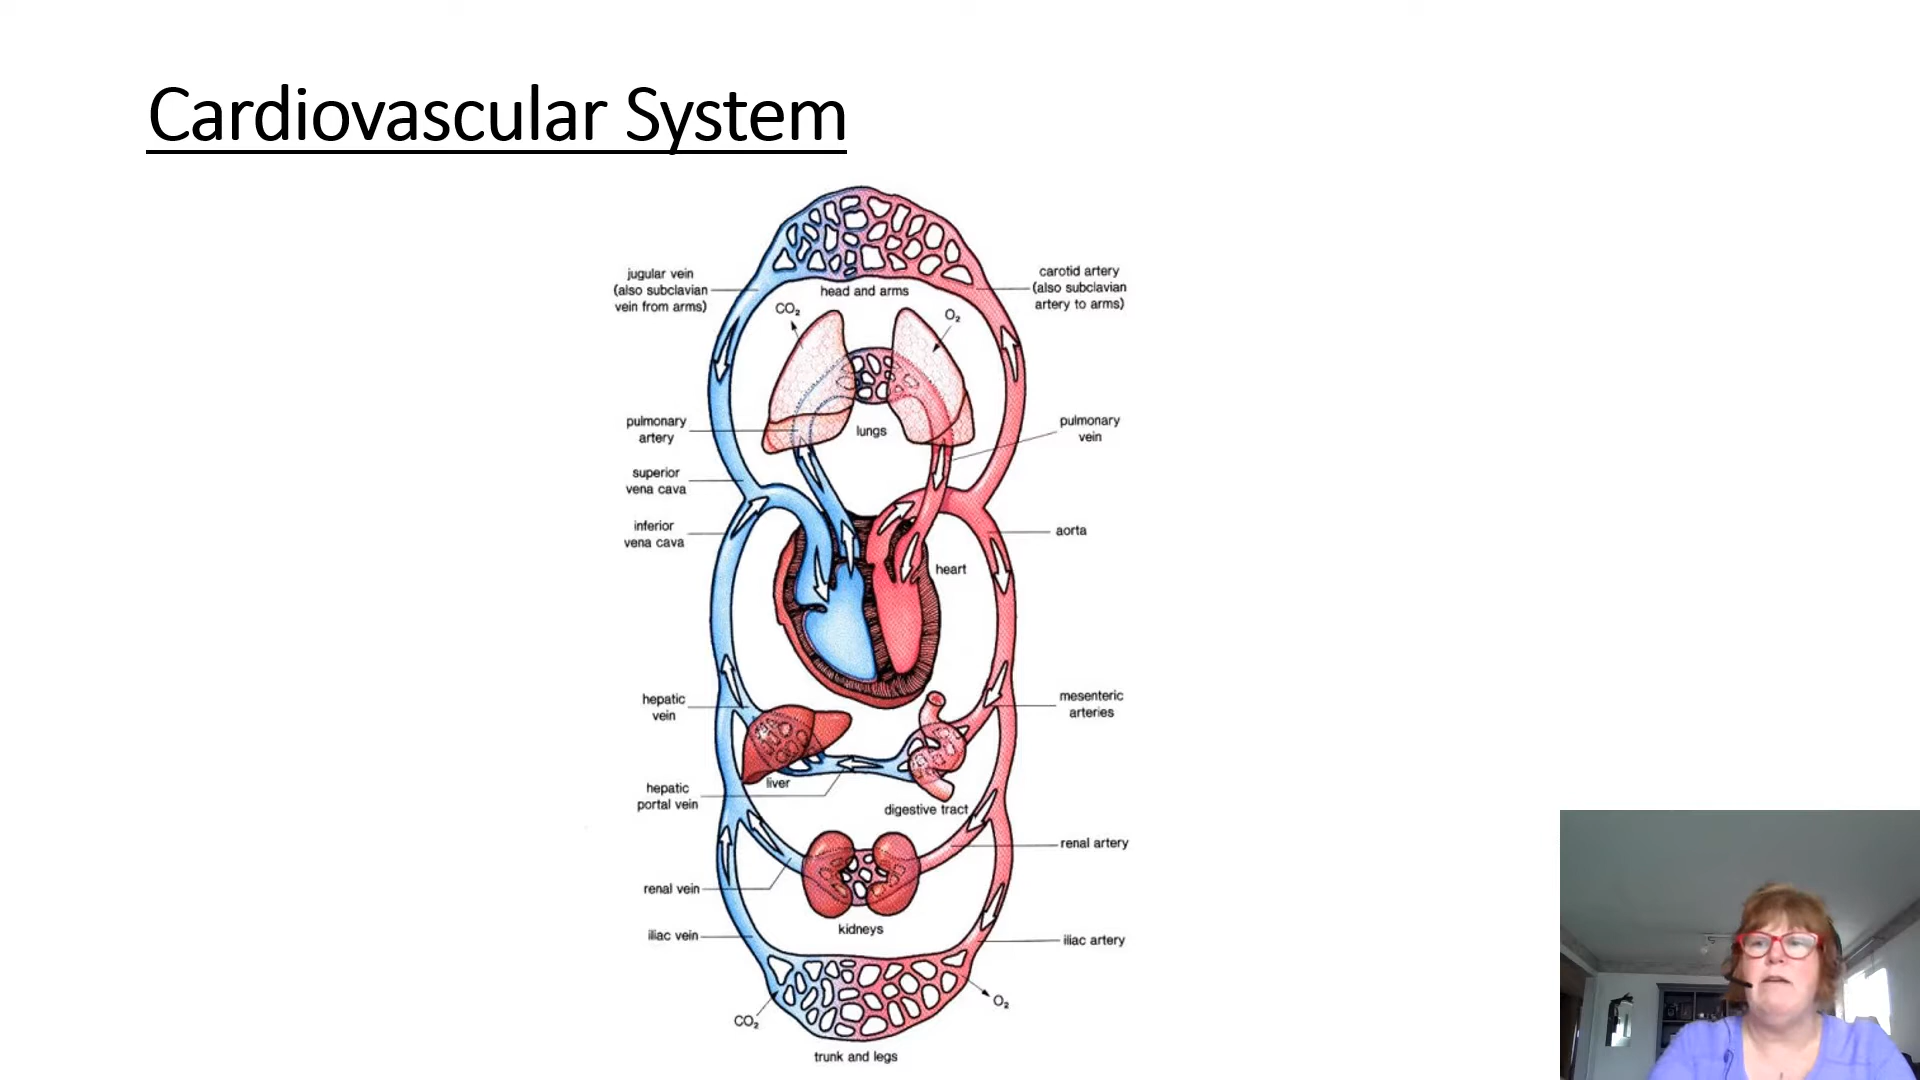 Cardiovascular System
jugular vein
(also subclavian
vein from arms)
head and arms
carotid artery
(also subclavian
artery to arms)
CO₂
O₂
pulmonary
artery
lungs
pulmonary
vein
superior
vena cava
inferior
vena cava
aorta
heart
hepatic
vein
mesenteric
arteries
liver
hepatic
portal vein
digestive tract
renal artery
renal vein
kidneys
iliac vein
iliac artery
CO₂
O₂
trunk and legs